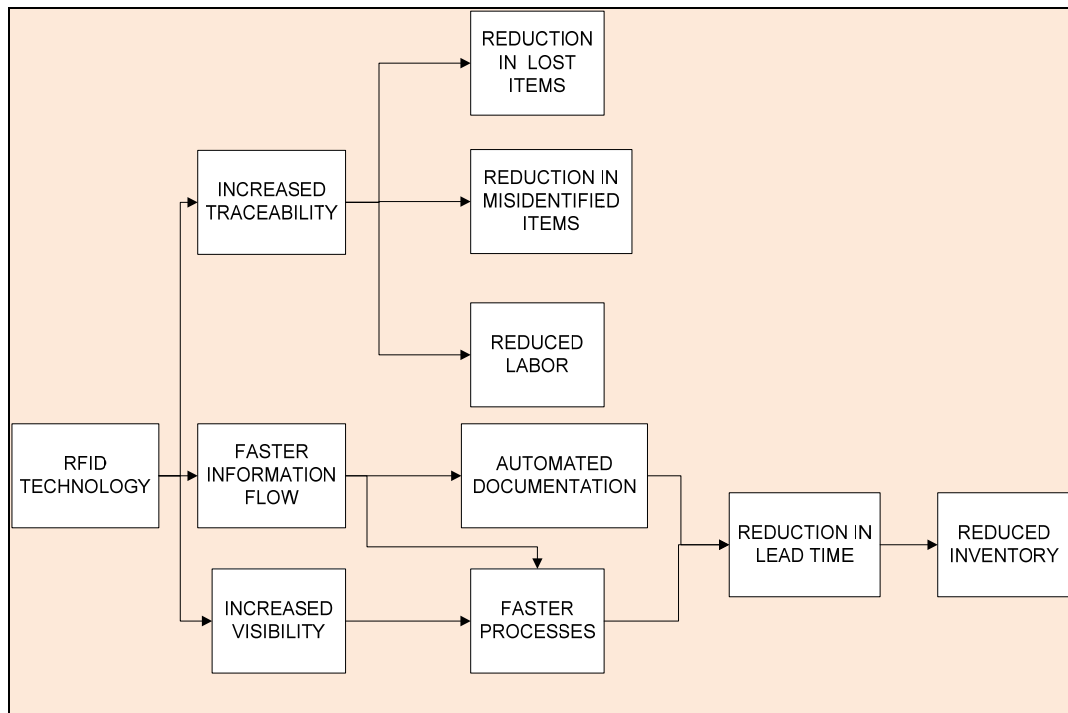 REDUCTION
IN LOST
ITEMS
INCREASED
TRACEABILITY
REDUCTION IN
MISIDENTIFIED
ITEMS
REDUCED
LABOR
RFID
TECHNOLOGY
FASTER
INFORMATION
FLOW
AUTOMATED
DOCUMENTATION
REDUCTION IN
LEAD TIME
REDUCED
INVENTORY
INCREASED
VISIBILITY
FASTER
PROCESSES